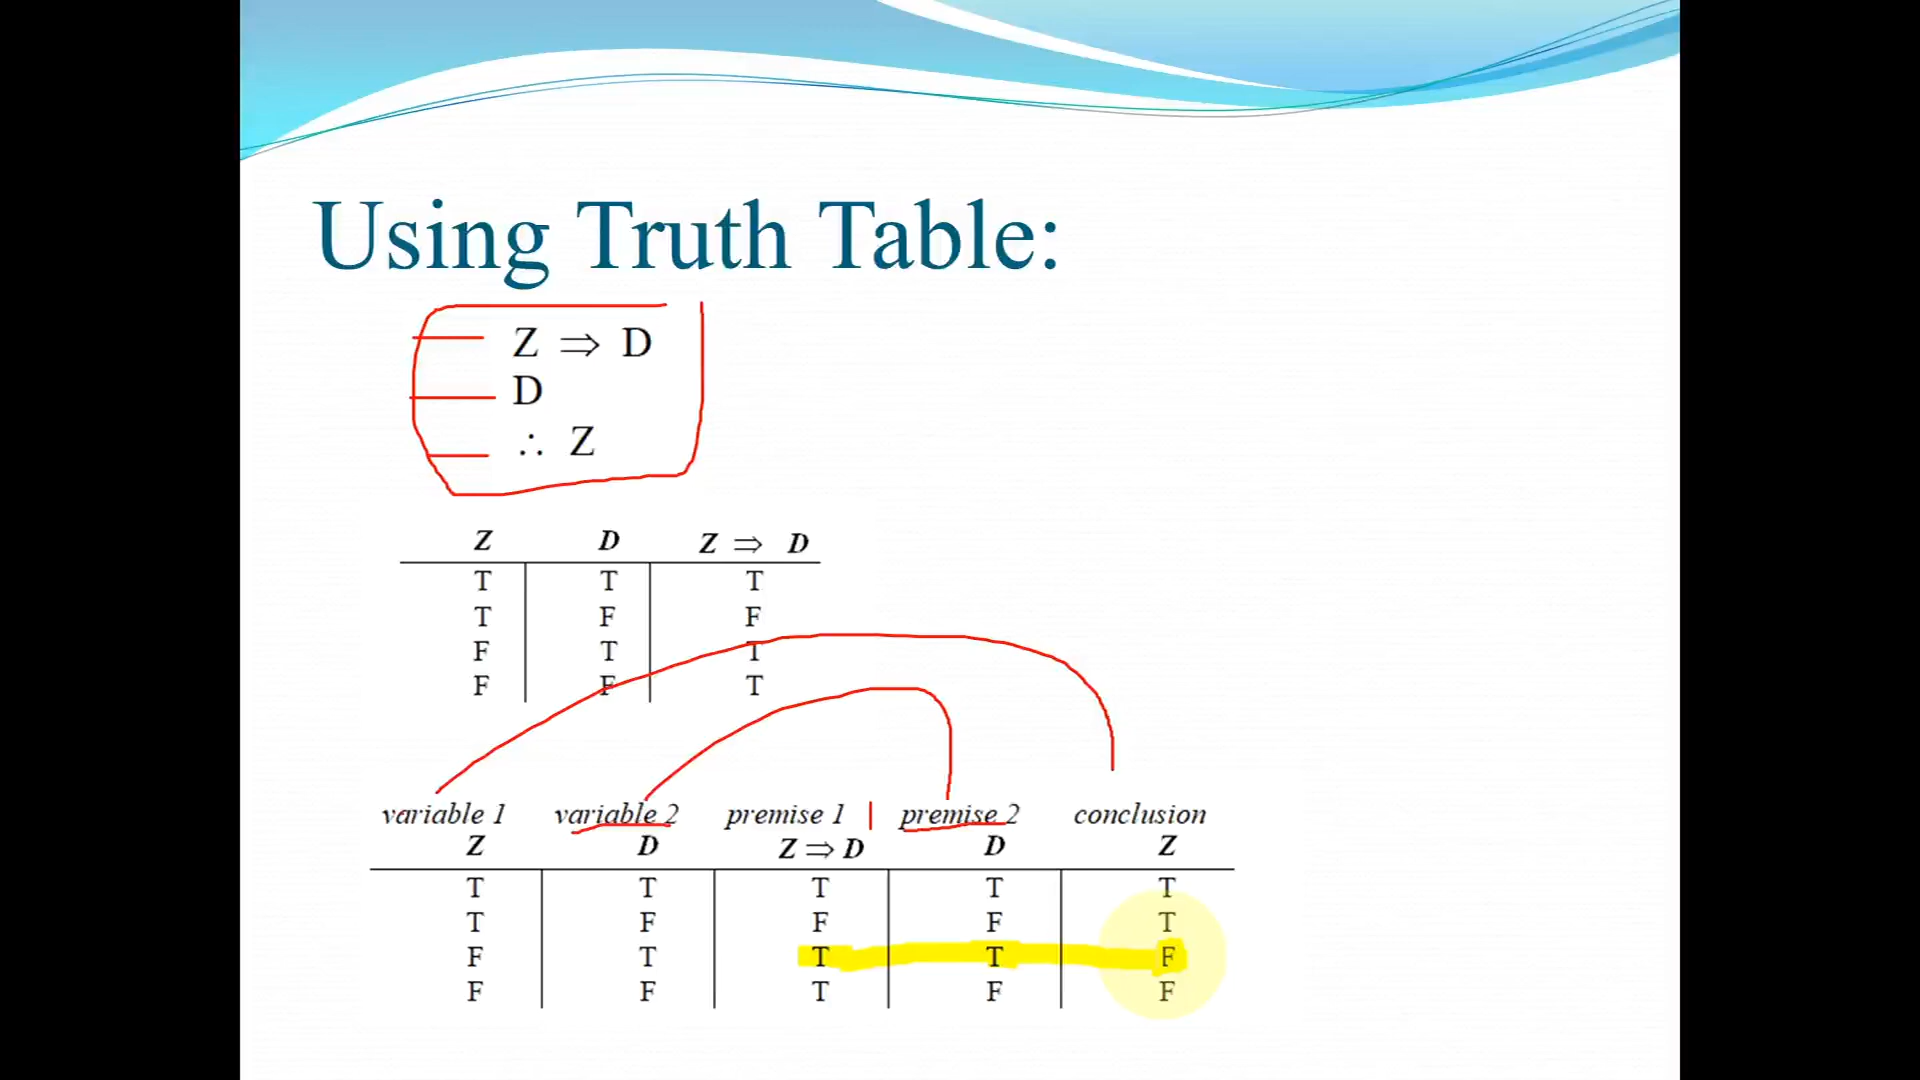 Using Truth Table:
Z ⇒ D
D
∴ Z
Z D Z ⇒ D
T T T
T F F
F T T
F F T
variable 1 variable 2 premise 1 premise 2 conclusion
Z D Z ⇒ D D Z
T T T T T
T F F F T
F T T T F
F F T F F